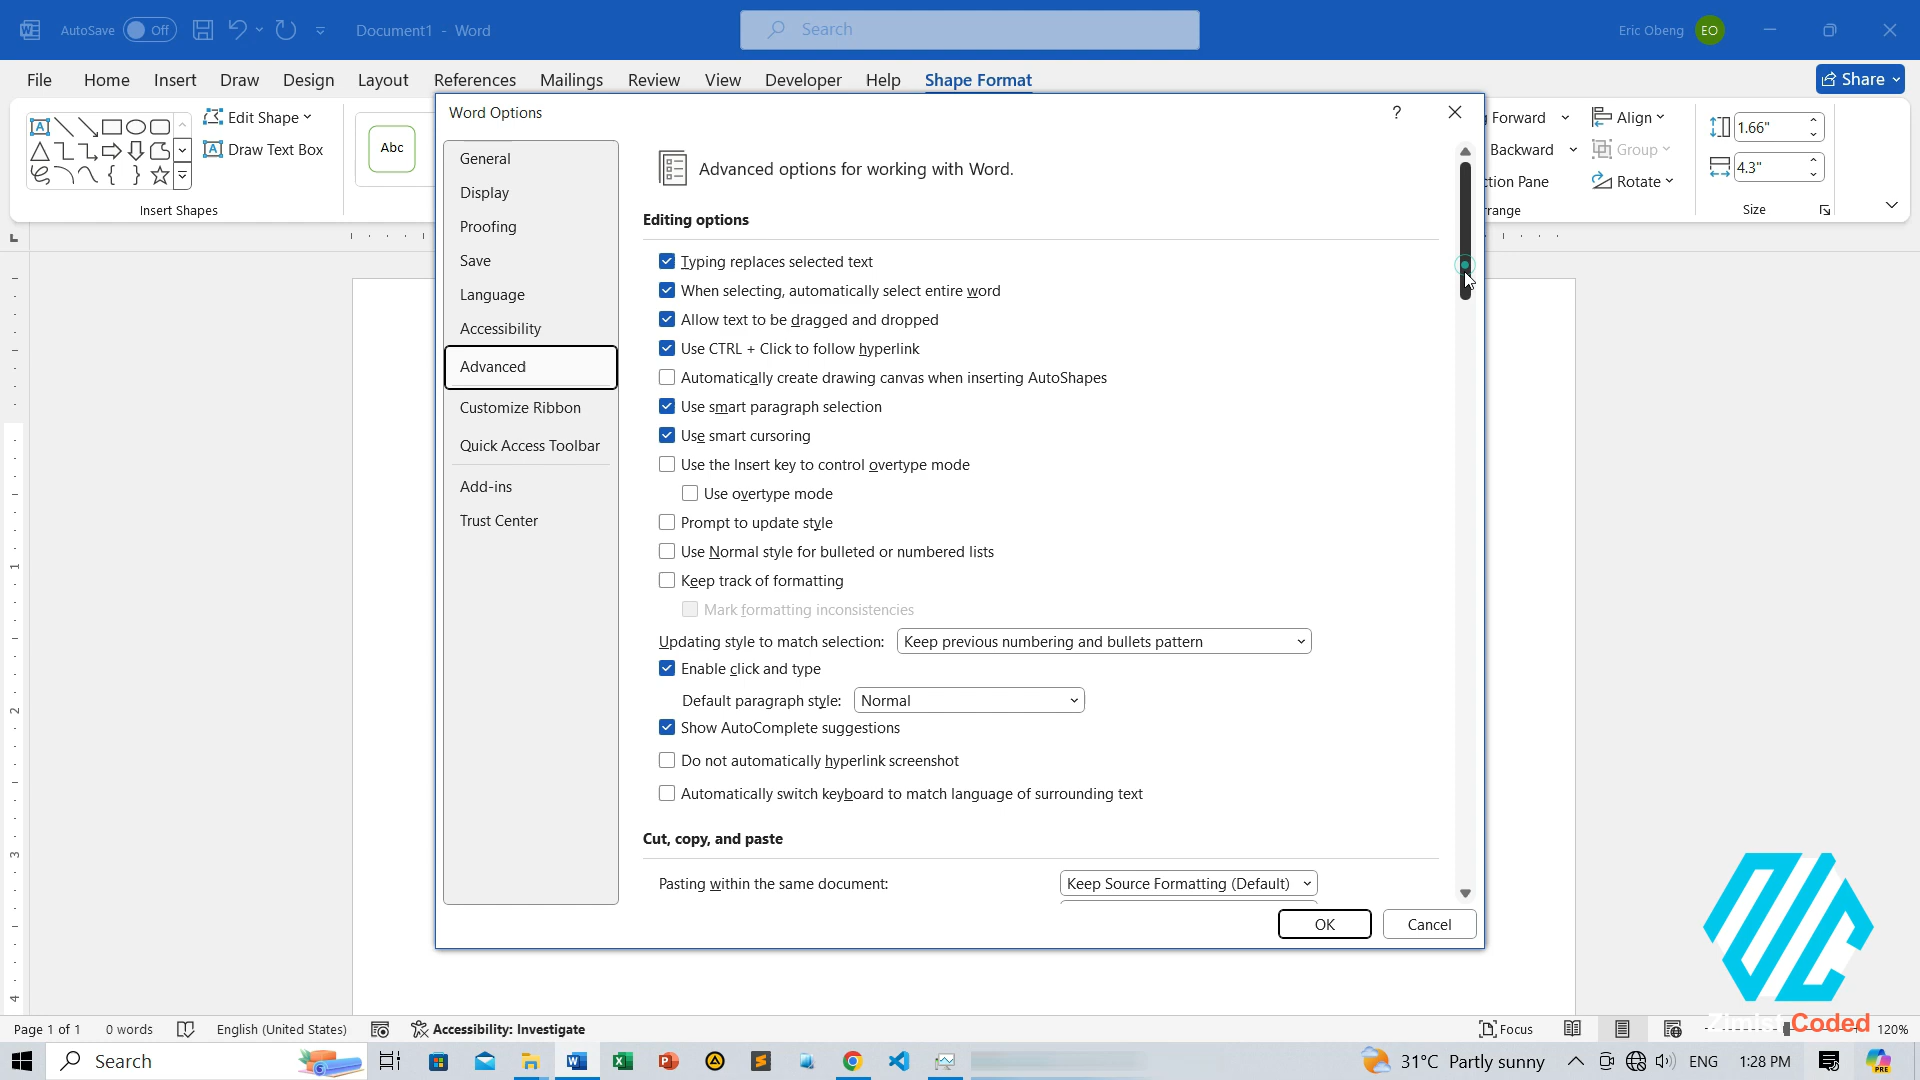 AutoSave Off Document1 - Word Search Eric Obeng EO
File Home Insert Draw Design Layout References Mailings Review View Developer Help Shape Format Share
Word Options ?
Edit Shape
Draw Text Box
Abc
Insert Shapes
Forward Align 1.66"
Backward Group 4.3"
ction Pane Rotate
range Size
General
Display
Proofing
Save
Language
Accessibility
Advanced
Customize Ribbon
Quick Access Toolbar
Add-ins
Trust Center
Advanced options for working with Word.
Editing options
Typing replaces selected text
When selecting, automatically select entire word
Allow text to be dragged and dropped
Use CTRL + Click to follow hyperlink
Automatically create drawing canvas when inserting AutoShapes
Use smart paragraph selection
Use smart cursoring
Use the Insert key to control overtype mode
Use overtype mode
Prompt to update style
Use Normal style for bulleted or numbered lists
Keep track of formatting
Mark formatting inconsistencies
Updating style to match selection: Keep previous numbering and bullets pattern
Enable click and type
Default paragraph style: Normal
Show AutoComplete suggestions
Do not automatically hyperlink screenshot
Automatically switch keyboard to match language of surrounding text
Cut, copy, and paste
Pasting within the same document: Keep Source Formatting (Default)
OK Cancel
1
2
3
4
Coded
Page 1 of 1 0 words English (United States) Accessibility: Investigate Focus 120%
Search 31°C Partly sunny ENG 1:28 PM PRE